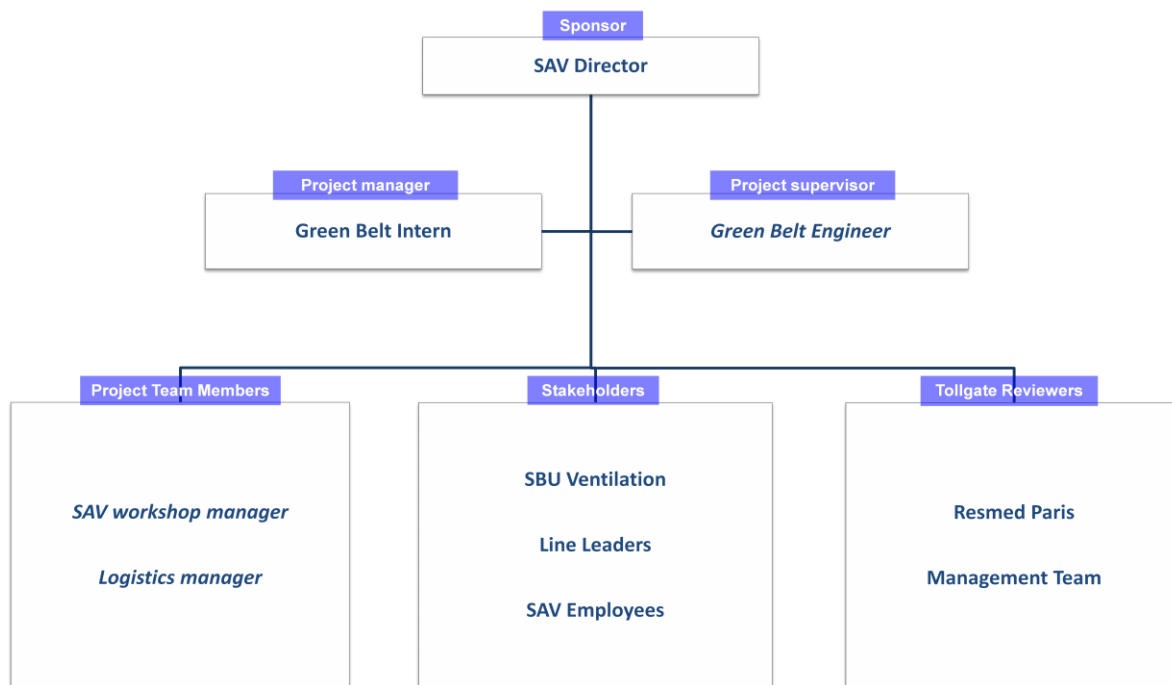 Sponsor
SAV Director
Project manager
Green Belt Intern
Project supervisor
Green Belt Engineer
Project Team Members
SAV workshop manager
Logistics manager
Stakeholders
SBU Ventilation
Line Leaders
SAV Employees
Tollgate Reviewers
Resmed Paris
Management Team